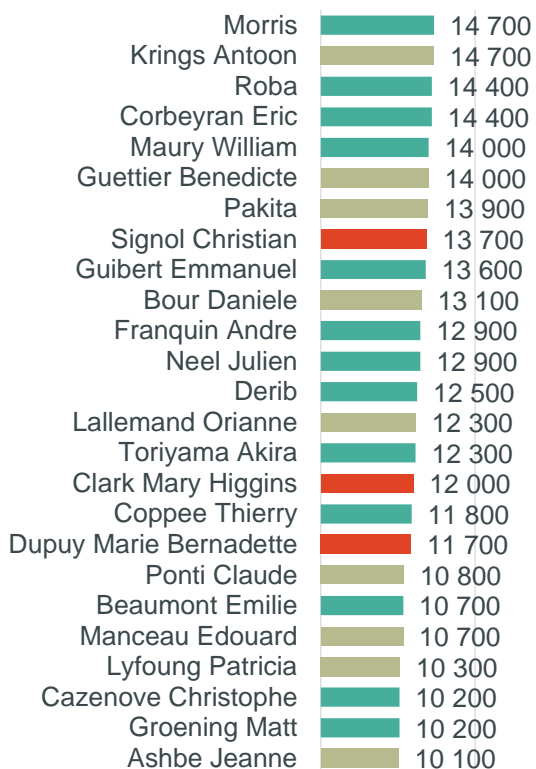 Morris 14 700
Krings Antoon 14 700
Roba 14 400
Corbeyran Eric 14 400
Maury William 14 000
Guettier Benedicte 14 000
Pakita 13 900
Signol Christian 13 700
Guibert Emmanuel 13 600
Bour Daniele 13 100
Franquin Andre 12 900
Neel Julien 12 900
Derib 12 500
Lallemand Orianne 12 300
Toriyama Akira 12 300
Clark Mary Higgins 12 000
Coppee Thierry 11 800
Dupuy Marie Bernadette 11 700
Ponti Claude 10 800
Beaumont Emilie 10 700
Manceau Edouard 10 700
Lyfoung Patricia 10 300
Cazenove Christophe 10 200
Groening Matt 10 200
Ashbe Jeanne 10 100